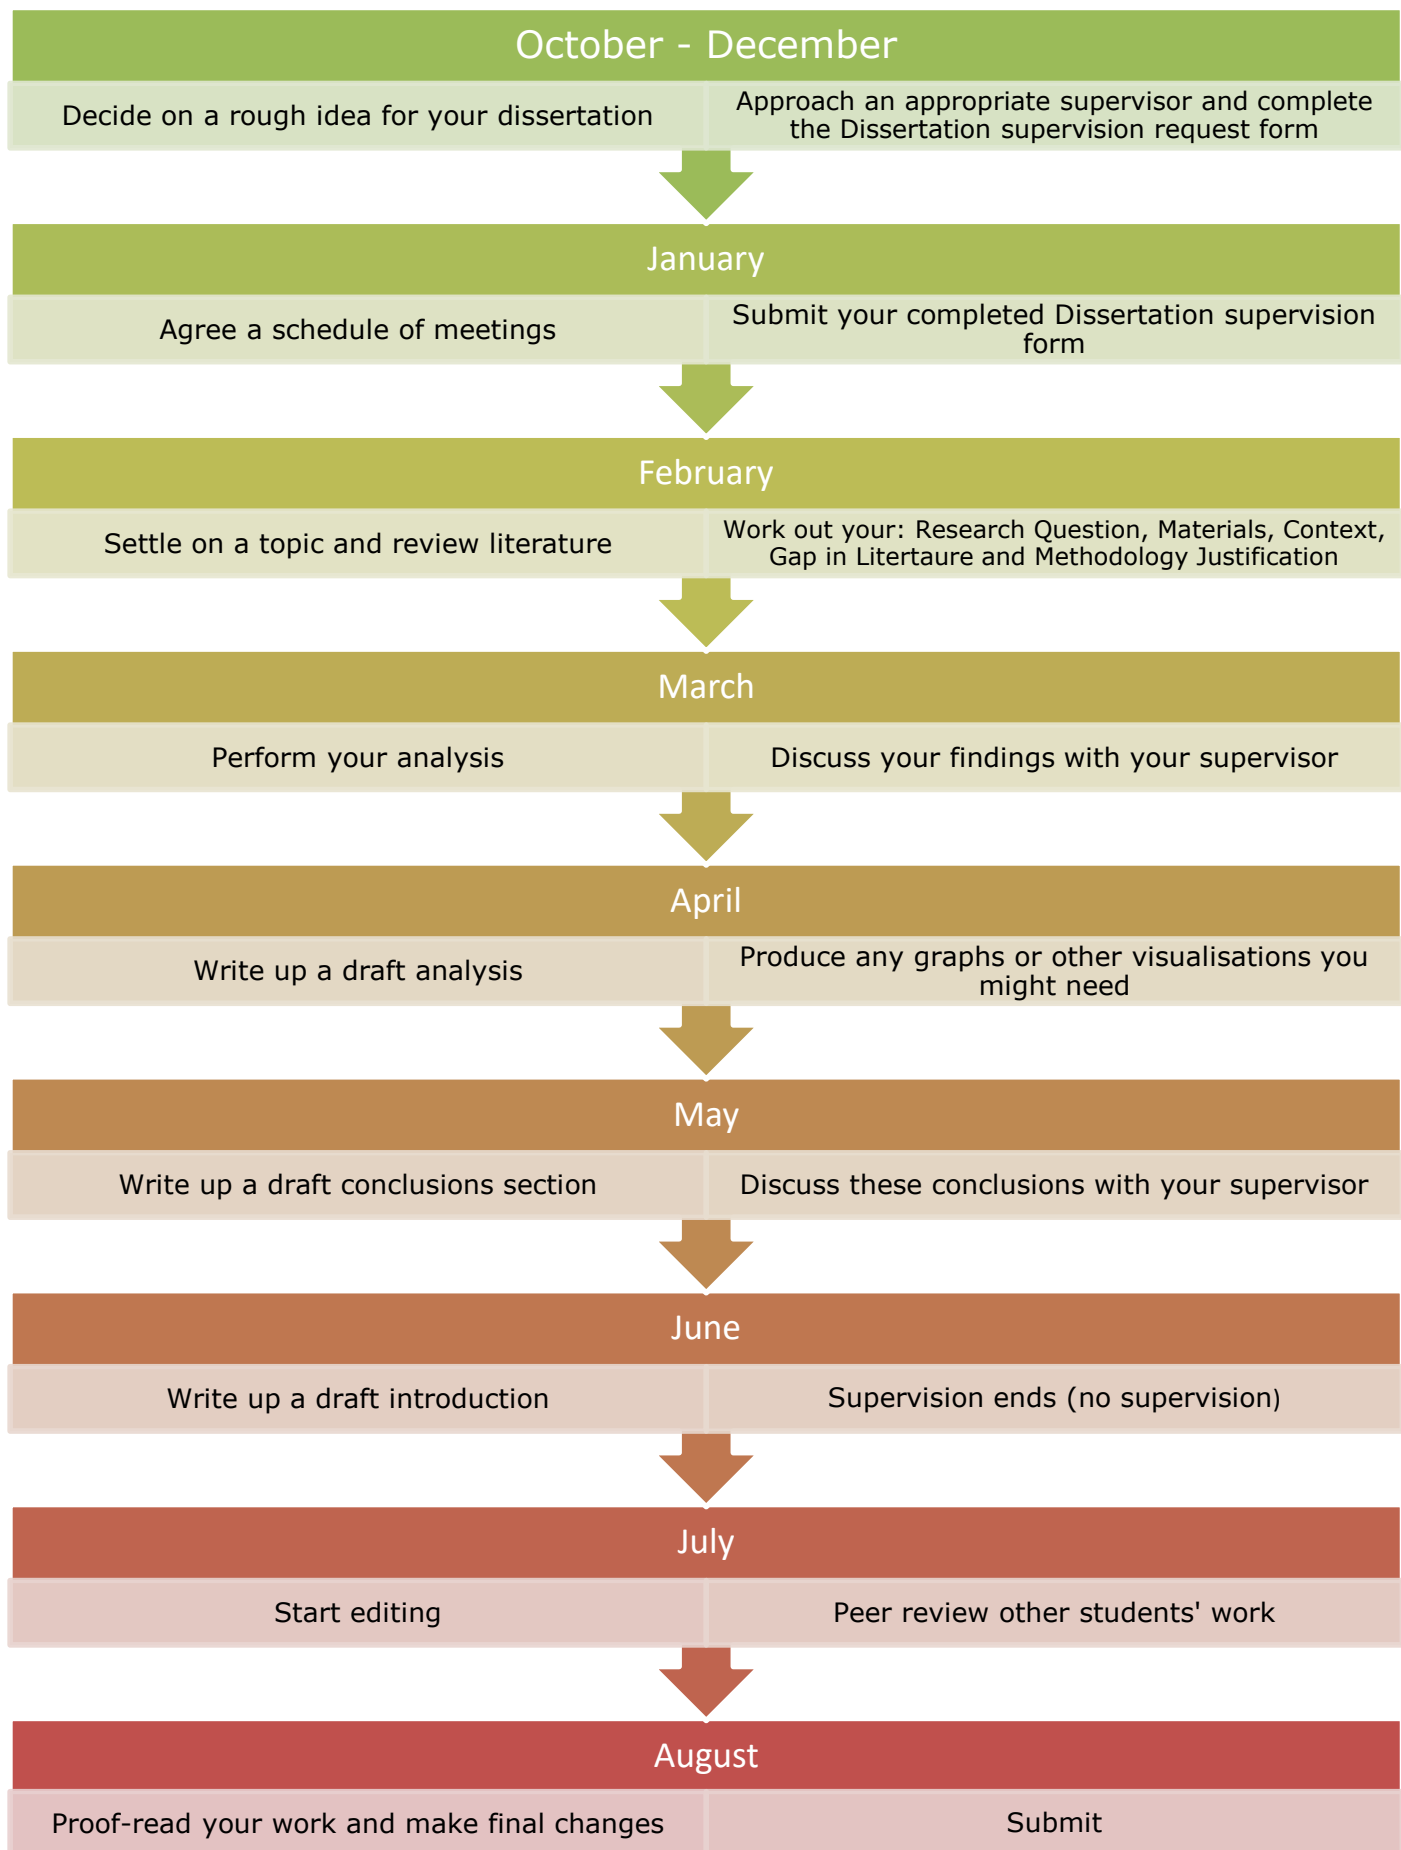 October - December
Decide on a rough idea for your dissertation
Approach an appropriate supervisor and complete
the Dissertation supervision request form
January
Agree a schedule of meetings
Submit your completed Dissertation supervision
form
February
Settle on a topic and review literature
Work out your: Research Question, Materials, Context,
Gap in Litertaure and Methodology Justification
March
Perform your analysis
Discuss your findings with your supervisor
April
Write up a draft analysis
Produce any graphs or other visualisations you
might need
May
Write up a draft conclusions section
Discuss these conclusions with your supervisor
June
Write up a draft introduction
Supervision ends (no supervision)
July
Start editing
Peer review other students' work
August
Proof-read your work and make final changes
Submit